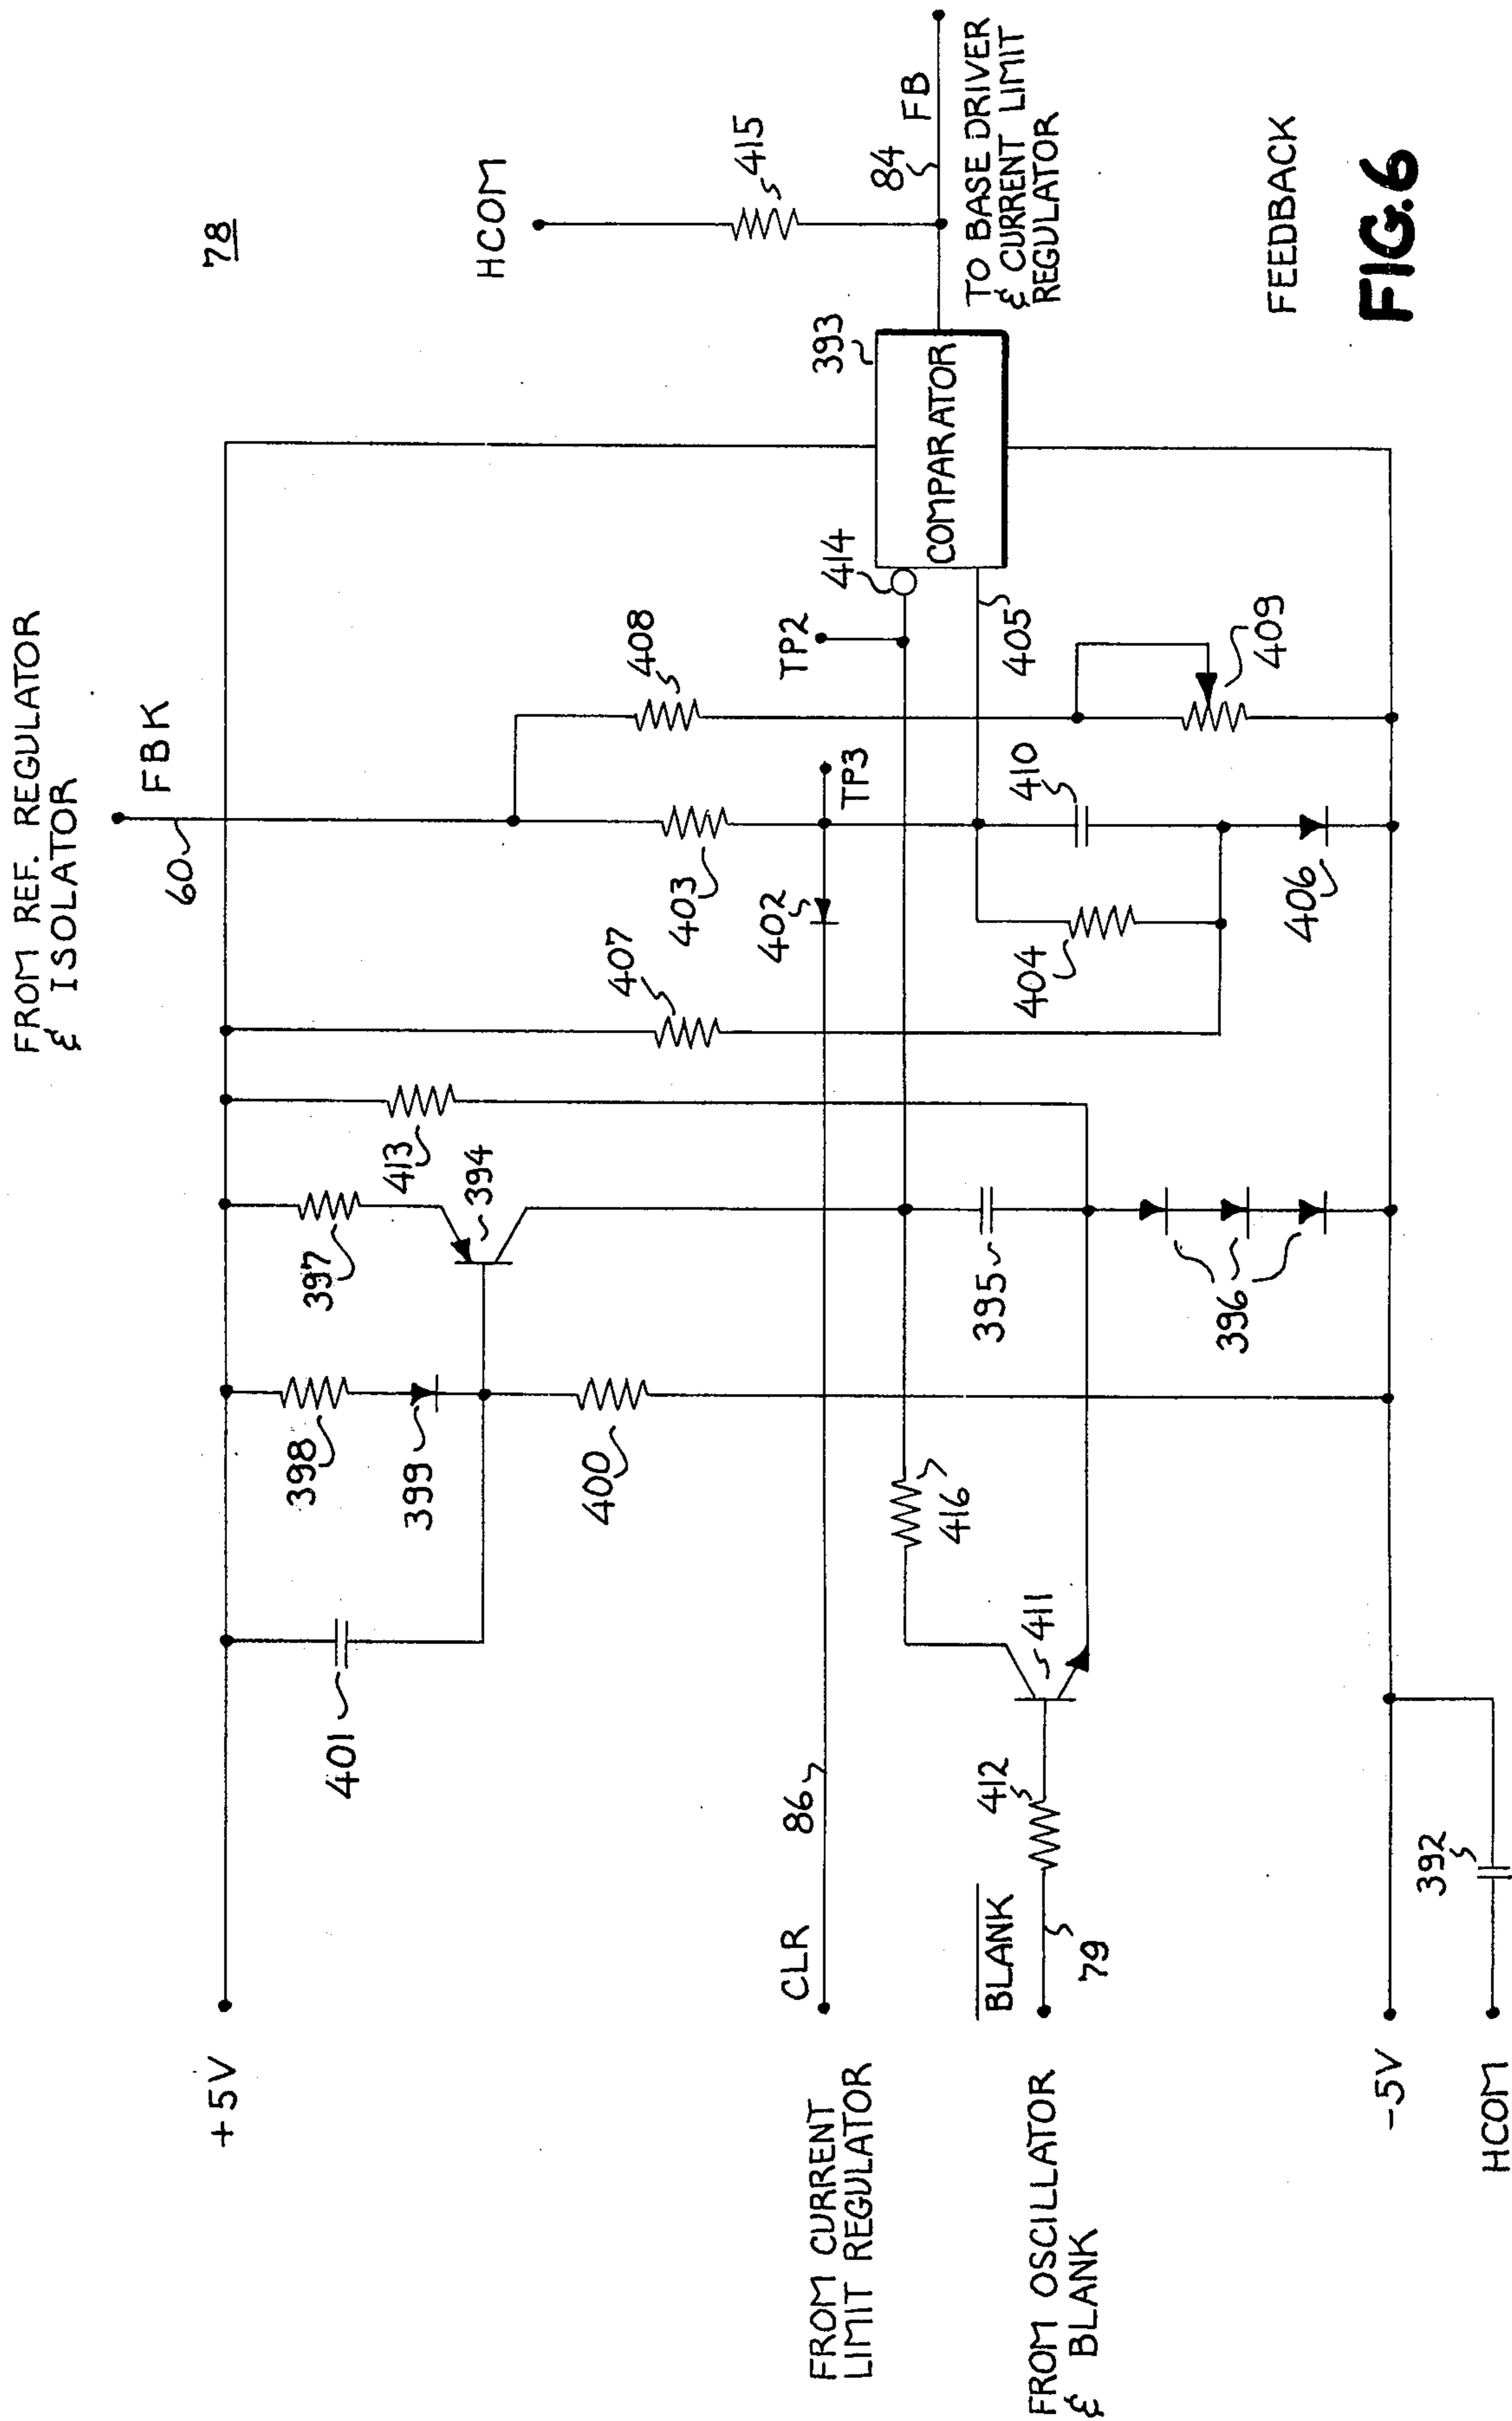 FROM REF. REGULATOR
& ISOLATOR
FBK
60
78
+5V
HCOM
415
401
398
399
400
397
394
413
407
403
408
402
TP3
TP2
414
393
COMPARATOR
84
FB
TO BASE DRIVER
& CURRENT LIMIT
REGULATOR
405
409
410
404
406
FROM CURRENT
LIMIT REGULATOR
CLR
86
416
411
412
395
396
FROM OSCILLATOR
& BLANK
BLANK
79
-5V
HCOM
392
FEEDBACK
FIG.6